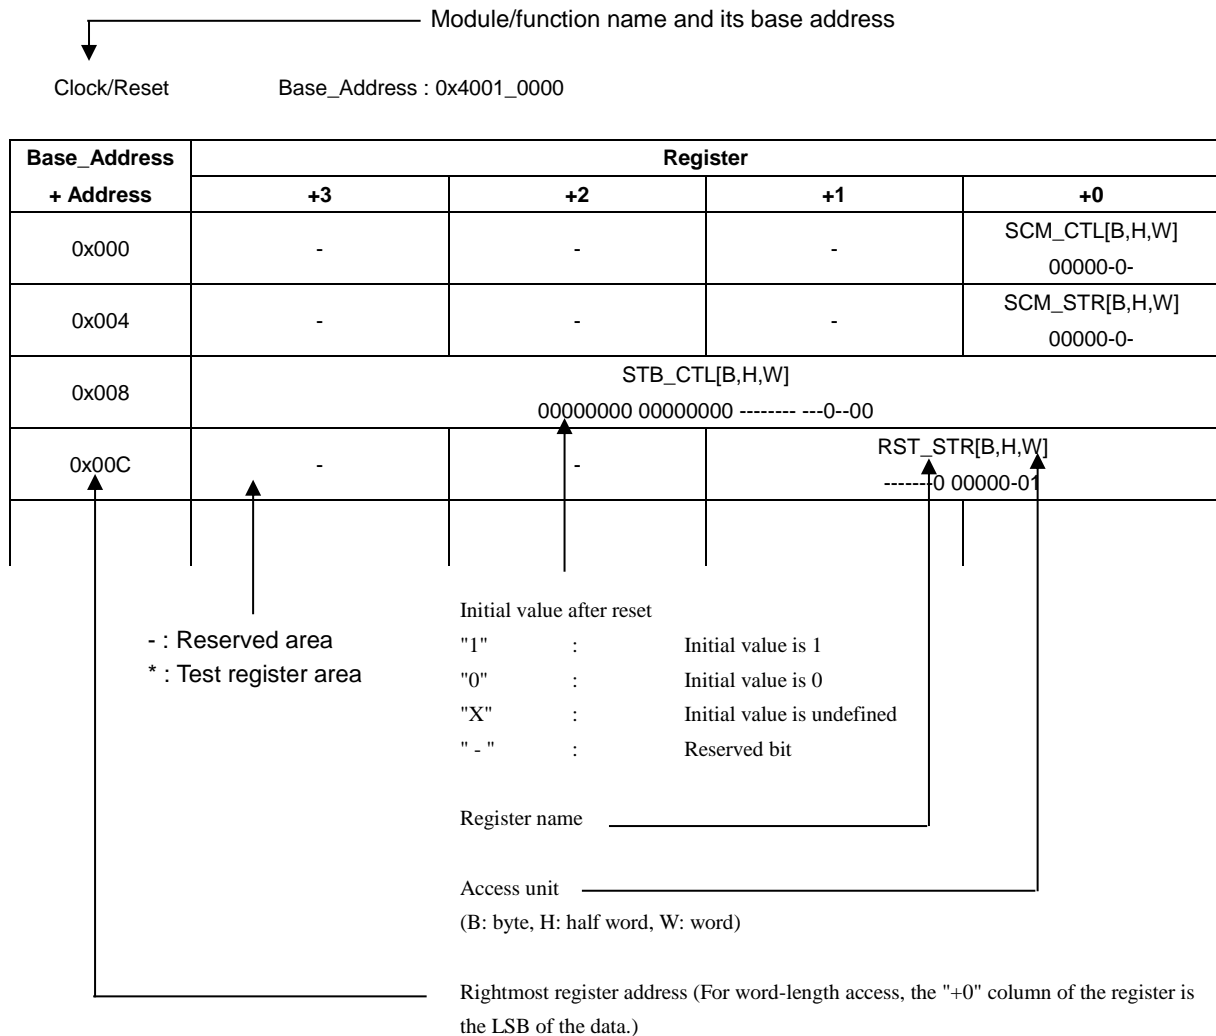 Module/function name and its base address
Clock/Reset Base_Address : 0x4001_0000
Base_Address + Address Register
+3 +2 +1 +0
0x000 - - - SCM_CTL[B,H,W]
00000-0-
0x004 - - - SCM_STR[B,H,W]
00000-0-
0x008 STB_CTL[B,H,W]
00000000 00000000 -------- ---0--00
0x00C - - RST_STR[B,H,W]
-------0 00000-01
- : Reserved area
* : Test register area
Initial value after reset
"1" : Initial value is 1
"0" : Initial value is 0
"X" : Initial value is undefined
" - " : Reserved bit
Register name
Access unit
(B: byte, H: half word, W: word)
Rightmost register address (For word-length access, the "+0" column of the register is
the LSB of the data.)